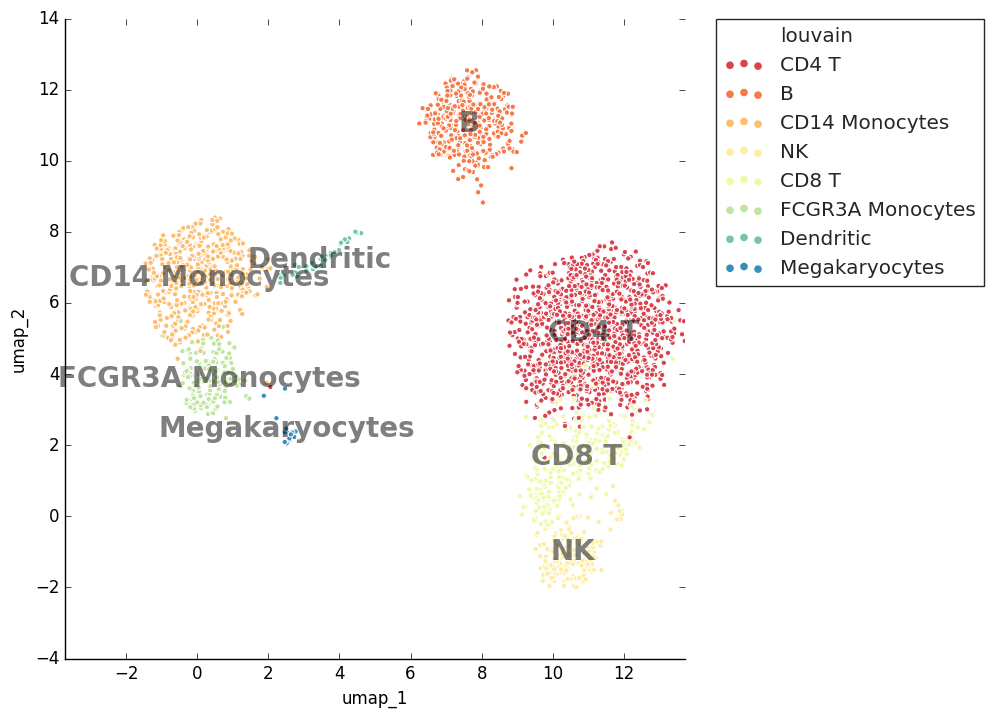 14
12
10
8
6
4
2
0
−2
−4
−2
0
2
4
6
8
10
12
umap_1
umap_2
B
Dendritic
CD14 Monocytes
CD4 T
FCGR3A Monocytes
Megakaryocytes
CD8 T
NK
louvain
CD4 T
B
CD14 Monocytes
NK
CD8 T
FCGR3A Monocytes
Dendritic
Megakaryocytes